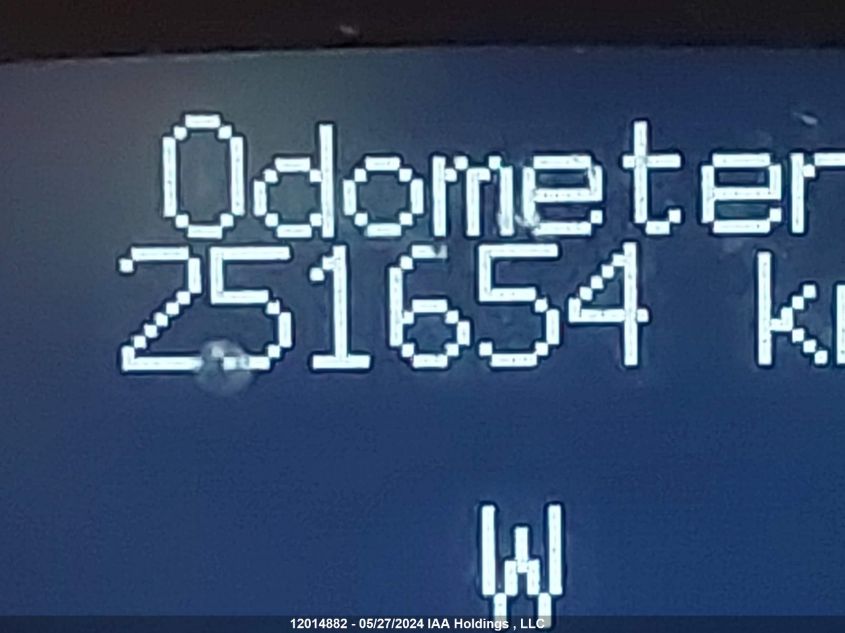 Odometer
251654 k
W
12014882 - 05/27/2024 IAA Holdings , LLC